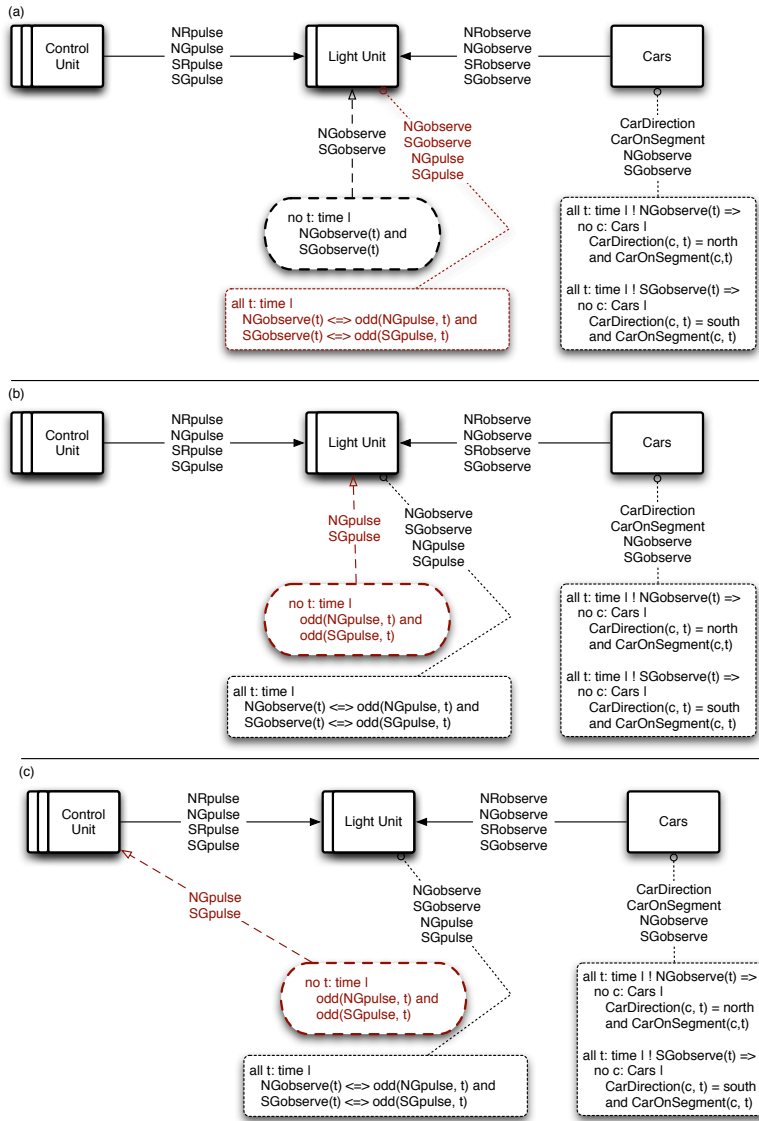 (a)
Control
Unit
NRpulse
NGpulse
SRpulse
SGpulse
Light Unit
NRobserve
NGobserve
SRobserve
SGobserve
Cars
NGobserve
SGobserve
NGobserve
SGobserve
NGpulse
SGpulse
CarDirection
CarOnSegment
NGobserve
SGobserve
no t: time |
NGobserve(t) and
SGobserve(t)
all t: time |
NGobserve(t) <=> odd(NGpulse, t) and
SGobserve(t) <=> odd(SGpulse, t)
all t: time | ! NGobserve(t) =>
no c: Cars |
CarDirection(c, t) = north
and CarOnSegment(c,t)
all t: time | ! SGobserve(t) =>
no c: Cars |
CarDirection(c, t) = south
and CarOnSegment(c, t)
(b)
Control
Unit
NRpulse
NGpulse
SRpulse
SGpulse
Light Unit
NRobserve
NGobserve
SRobserve
SGobserve
Cars
NGpulse
SGpulse
NGobserve
SGobserve
NGpulse
SGpulse
CarDirection
CarOnSegment
NGobserve
SGobserve
no t: time |
odd(NGpulse, t) and
odd(SGpulse, t)
all t: time |
NGobserve(t) <=> odd(NGpulse, t) and
SGobserve(t) <=> odd(SGpulse, t)
all t: time | ! NGobserve(t) =>
no c: Cars |
CarDirection(c, t) = north
and CarOnSegment(c,t)
all t: time | ! SGobserve(t) =>
no c: Cars |
CarDirection(c, t) = south
and CarOnSegment(c, t)
(c)
Control
Unit
NRpulse
NGpulse
SRpulse
SGpulse
Light Unit
NRobserve
NGobserve
SRobserve
SGobserve
Cars
NGpulse
SGpulse
NGobserve
SGobserve
NGpulse
SGpulse
CarDirection
CarOnSegment
NGobserve
SGobserve
no t: time |
odd(NGpulse, t) and
odd(SGpulse, t)
all t: time |
NGobserve(t) <=> odd(NGpulse, t) and
SGobserve(t) <=> odd(SGpulse, t)
all t: time | ! NGobserve(t) =>
no c: Cars |
CarDirection(c, t) = north
and CarOnSegment(c,t)
all t: time | ! SGobserve(t) =>
no c: Cars |
CarDirection(c, t) = south
and CarOnSegment(c, t)